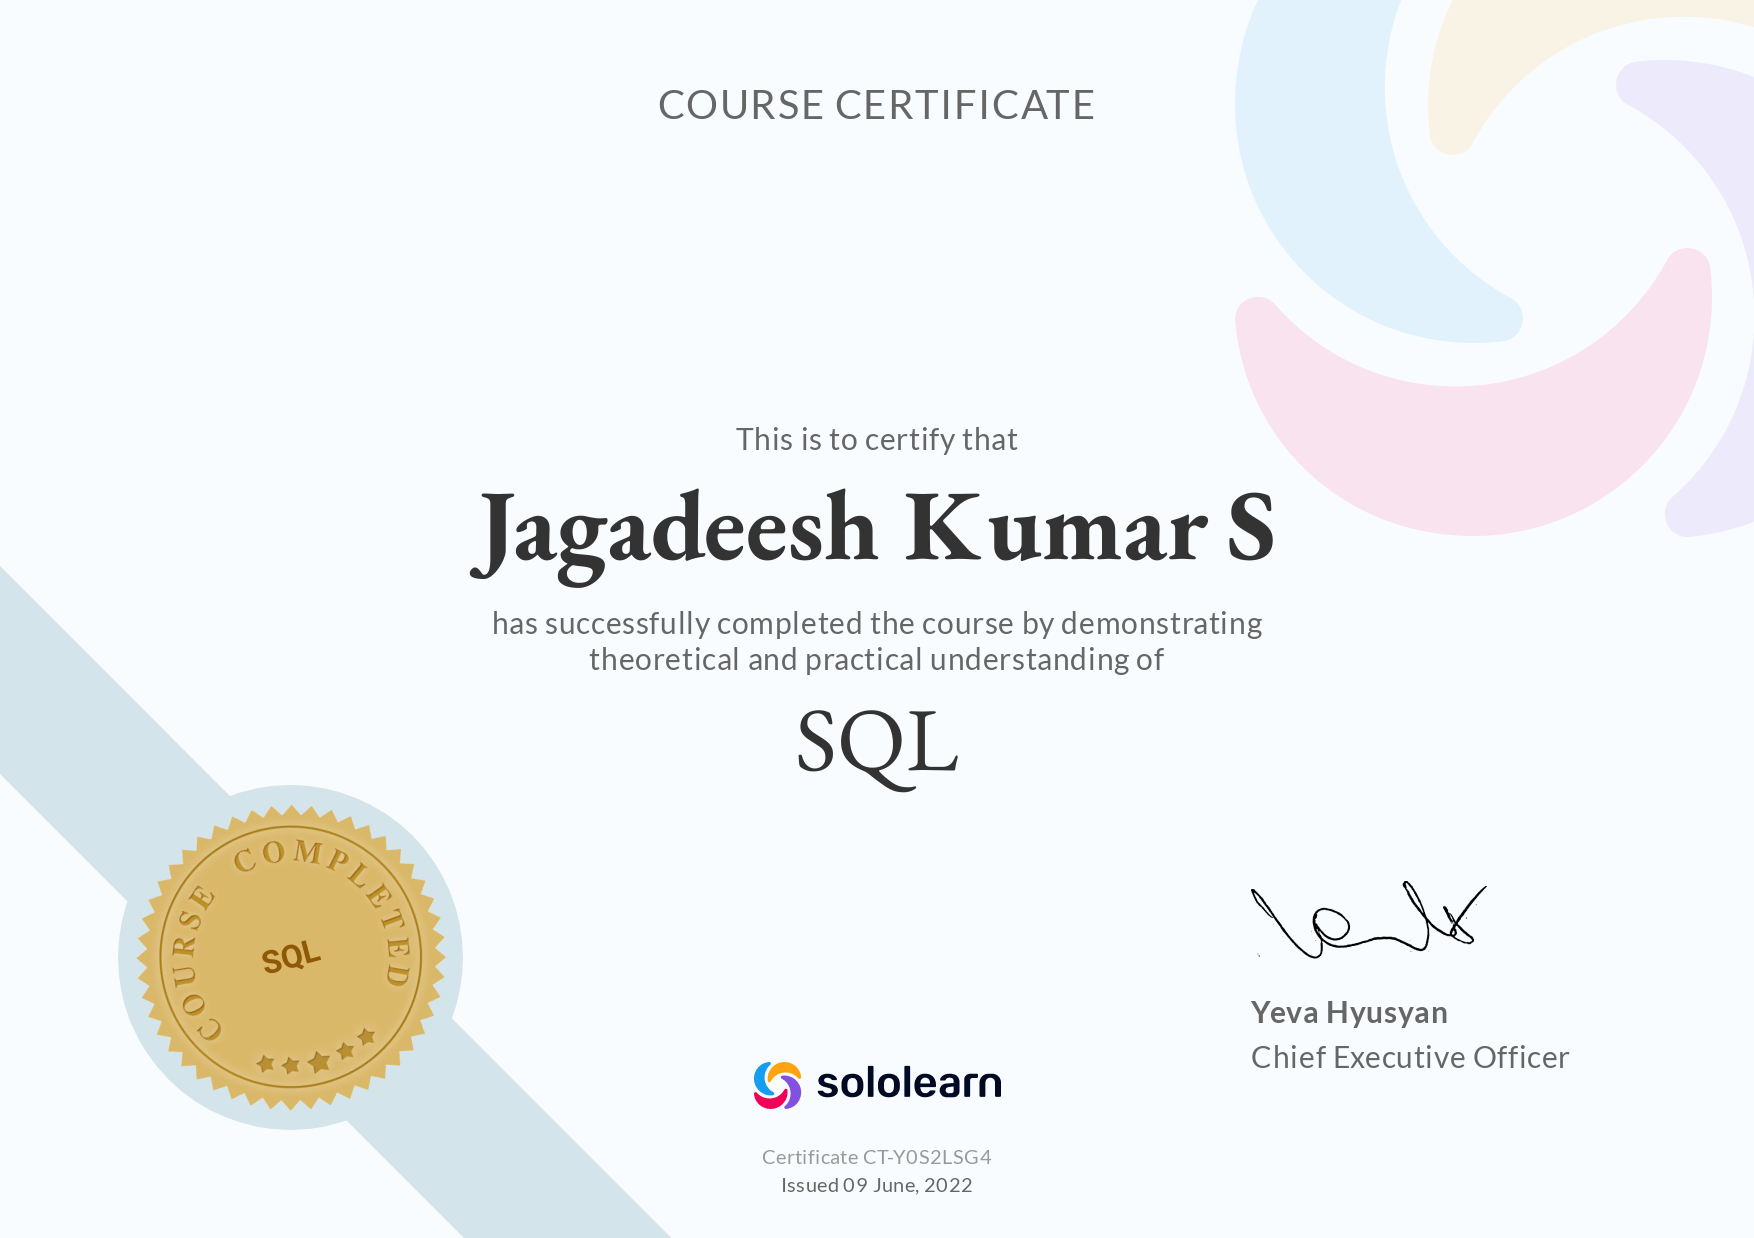 COURSE CERTIFICATE
This is to certify that
Jagadeesh Kumar S
has successfully completed the course by demonstrating
theoretical and practical understanding of
SQL
COURSE COMPLETED
SQL
Yeva Hyusyan
Chief Executive Officer
sololearn
Certificate CT-Y0S2LSG4
Issued 09 June, 2022